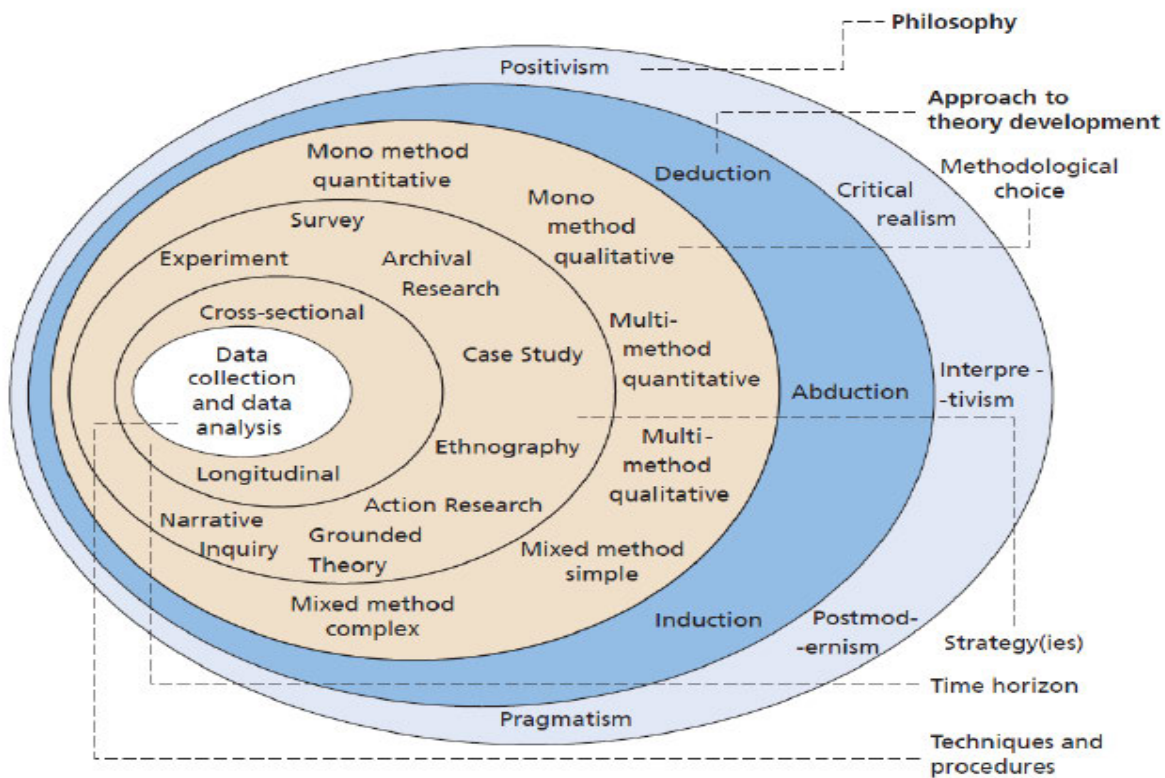 Philosophy
Positivism
Approach to
theory development
Mono method
quantitative
Deduction
Methodological
choice
Mono
method
qualitative
Critical
realism
Survey
Experiment
Archival
Research
Cross-sectional
Multi-
method
quantitative
Data
collection
and data
analysis
Case Study
Abduction
Interpre -
-tivism
Ethnography
Multi-
method
qualitative
Longitudinal
Action Research
Narrative
Inquiry
Grounded
Theory
Mixed method
simple
Mixed method
complex
Induction
Postmod-
-ernism
Strategy(ies)
Time horizon
Pragmatism
Techniques and
procedures